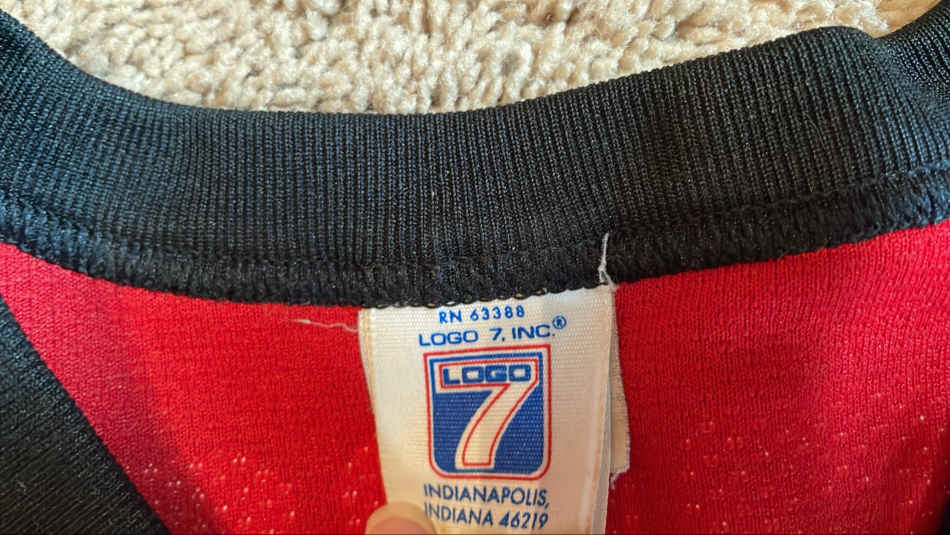 RN 63388
LOGO 7, INC.®
LOGO
7
INDIANAPOLIS,
INDIANA 46219